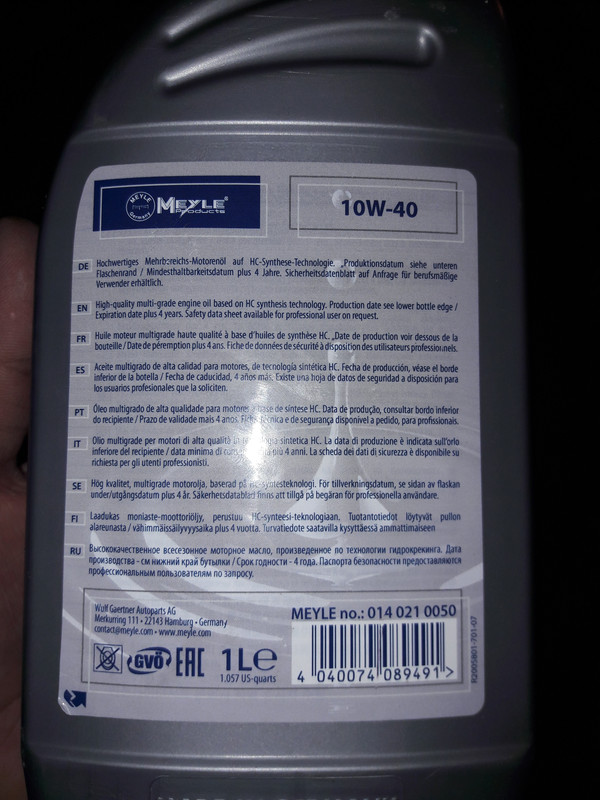 MEYLE
Germany
MEYLE®
Products
10W-40
DE Hochwertiges Mehrbereichs-Motorenöl auf HC-Synthese-Technologie. „Produktionsdatum siehe unteren
Flaschenrand / Mindesthaltbarkeitsdatum plus 4 Jahre. Sicherheitsdatenblatt auf Anfrage für berufsmäßige
Verwender erhältlich.
EN High-quality multi-grade engine oil based on HC synthesis technology. Production date see lower bottle edge /
Expiration date plus 4 years. Safety data sheet available for professional user on request.
FR Huile moteur multigrade haute qualité à base d'huiles de synthèse HC. „Date de production voir dessous de la
bouteille / Date de péremption plus 4 ans. Fiche de données de sécurité à disposition des utilisateurs professionnels.
ES Aceite multigrado de alta calidad para motores, de tecnología sintética HC. Fecha de producción, véase el borde
inferior de la botella / Fecha de caducidad, 4 años más. Existe una hoja de datos de seguridad a disposición para
los usuarios profesionales que la soliciten.
PT Óleo multigrado de alta qualidade para motores à base de síntese HC. Data de produção, consultar bordo inferior
do recipiente / Prazo de validade mais 4 anos. Ficha técnica e de segurança disponível a pedido, para profissionais.
IT Olio multigrade per motori di alta qualità in tecnologia sintetica HC. La data di produzione è indicata sull'orlo
inferiore del recipiente / data minima di più 4 anni. La scheda dei dati di sicurezza è disponibile su
richiesta per gli utenti professionisti.
SE Hög kvalitet, multigrade motorolja, baserad på HC-syntesteknologi. För tillverkningsdatum, se sidan av flaskan
under/utgångsdatum plus 4 år. Säkerhetsdatablad finns att tillgå på begäran för professionella användare.
FI Laadukas moniaste-moottoriöljy, perustuu HC-synteesi-teknologiaan. Tuotantotiedot löytyvät pullon
alareunasta / vähimmäissäilyvyysaika plus 4 vuotta. Turvatiedote saatavilla kysyttäessä ammattimaiseen
RU Высококачественное всесезонное моторное масло, произведенное по технологии гидрокрекинга. Дата
производства - см нижний край бутылки / Срок годности - 4 года. Паспорта безопасности предоставляются
профессиональным пользователям по запросу.
Wulf Gaertner Autoparts AG
Merkurring 111 • 22143 Hamburg • Germany
contact@meyle.com • www.meyle.com
MEYLE no.: 014 021 0050
GVÖ EAC 1L℮
1.057 US-quarts
4 040074 089491 >
R2005801-701-07